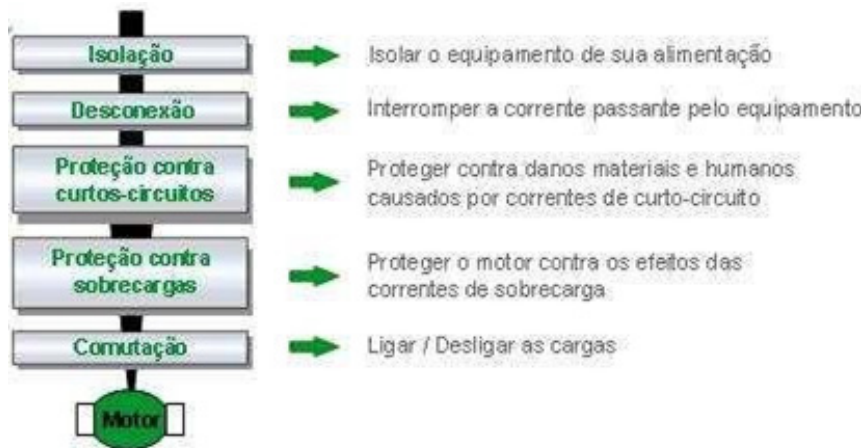 Isolação
Isolar o equipamento de sua alimentação
Desconexão
Interromper a corrente passante pelo equipamento
Proteção contra
curtos-circuitos
Proteger contra danos materiais e humanos
causados por correntes de curto-circuito
Proteção contra
sobrecargas
Proteger o motor contra os efeitos das
correntes de sobrecarga
Comutação
Ligar / Desligar as cargas
Motor